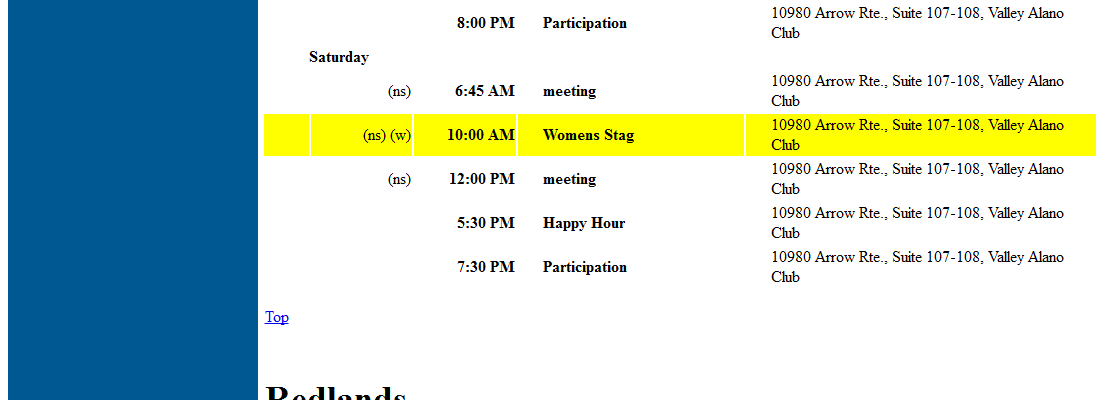 8:00 PM Participation 10980 Arrow Rte., Suite 107-108, Valley Alano
Club
Saturday
(ns) 6:45 AM meeting 10980 Arrow Rte., Suite 107-108, Valley Alano
Club
(ns) (w) 10:00 AM Womens Stag 10980 Arrow Rte., Suite 107-108, Valley Alano
Club
(ns) 12:00 PM meeting 10980 Arrow Rte., Suite 107-108, Valley Alano
Club
5:30 PM Happy Hour 10980 Arrow Rte., Suite 107-108, Valley Alano
Club
7:30 PM Participation 10980 Arrow Rte., Suite 107-108, Valley Alano
Club
Top
Redlands